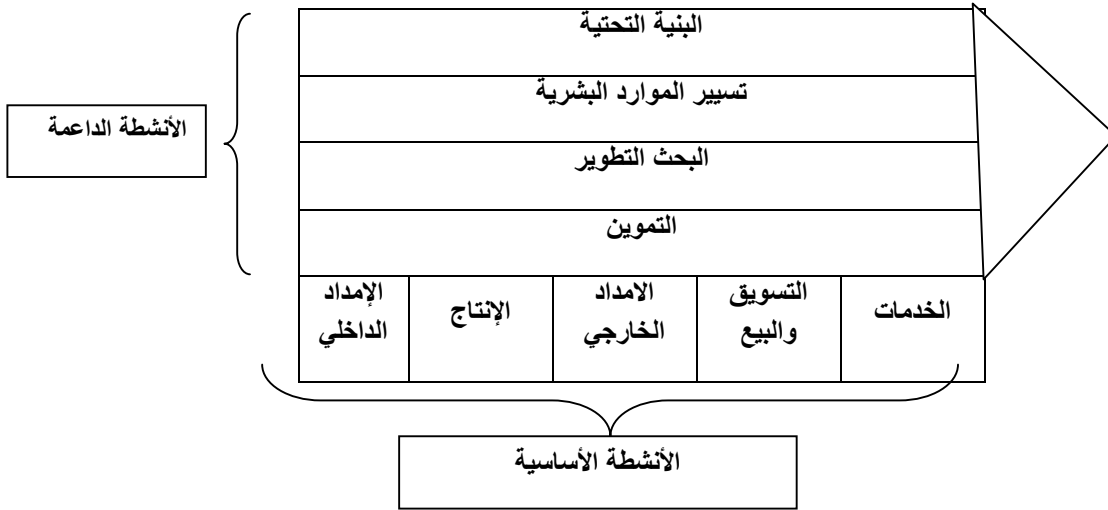 البنية التحتية
تسيير الموارد البشرية
الأنشطة الداعمة
البحث التطوير
التموين
الإمداد
الداخلي
الإنتاج
الامداد
الخارجي
التسويق
والبيع
الخدمات
الأنشطة الأساسية